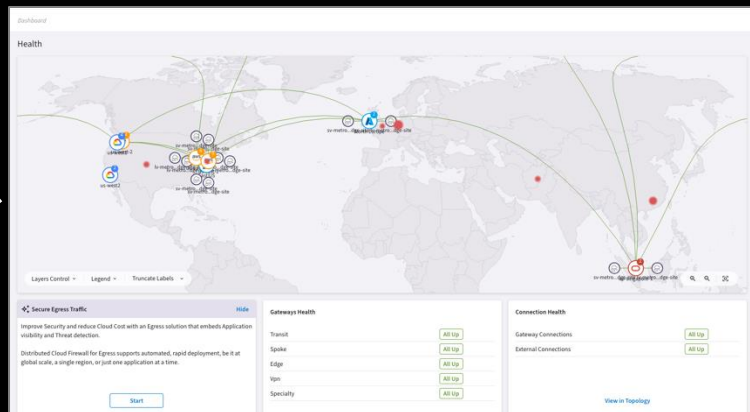 Dashboard
Health
us-west2
Layers Control
Legend
Truncate Labels
Secure Egress Traffic
Hide
Improve Security and reduce Cloud Cost with an Egress solution that embeds Application
visibility and Threat detection.
Distributed Cloud Firewall for Egress supports automated, rapid deployment, be it at
global scale, a single region, or just one application at a time.
Start
Gateways Health
Transit All Up
Spoke All Up
Edge All Up
Vpn All Up
Specialty All Up
Connection Health
Gateway Connections All Up
External Connections All Up
View in Topology